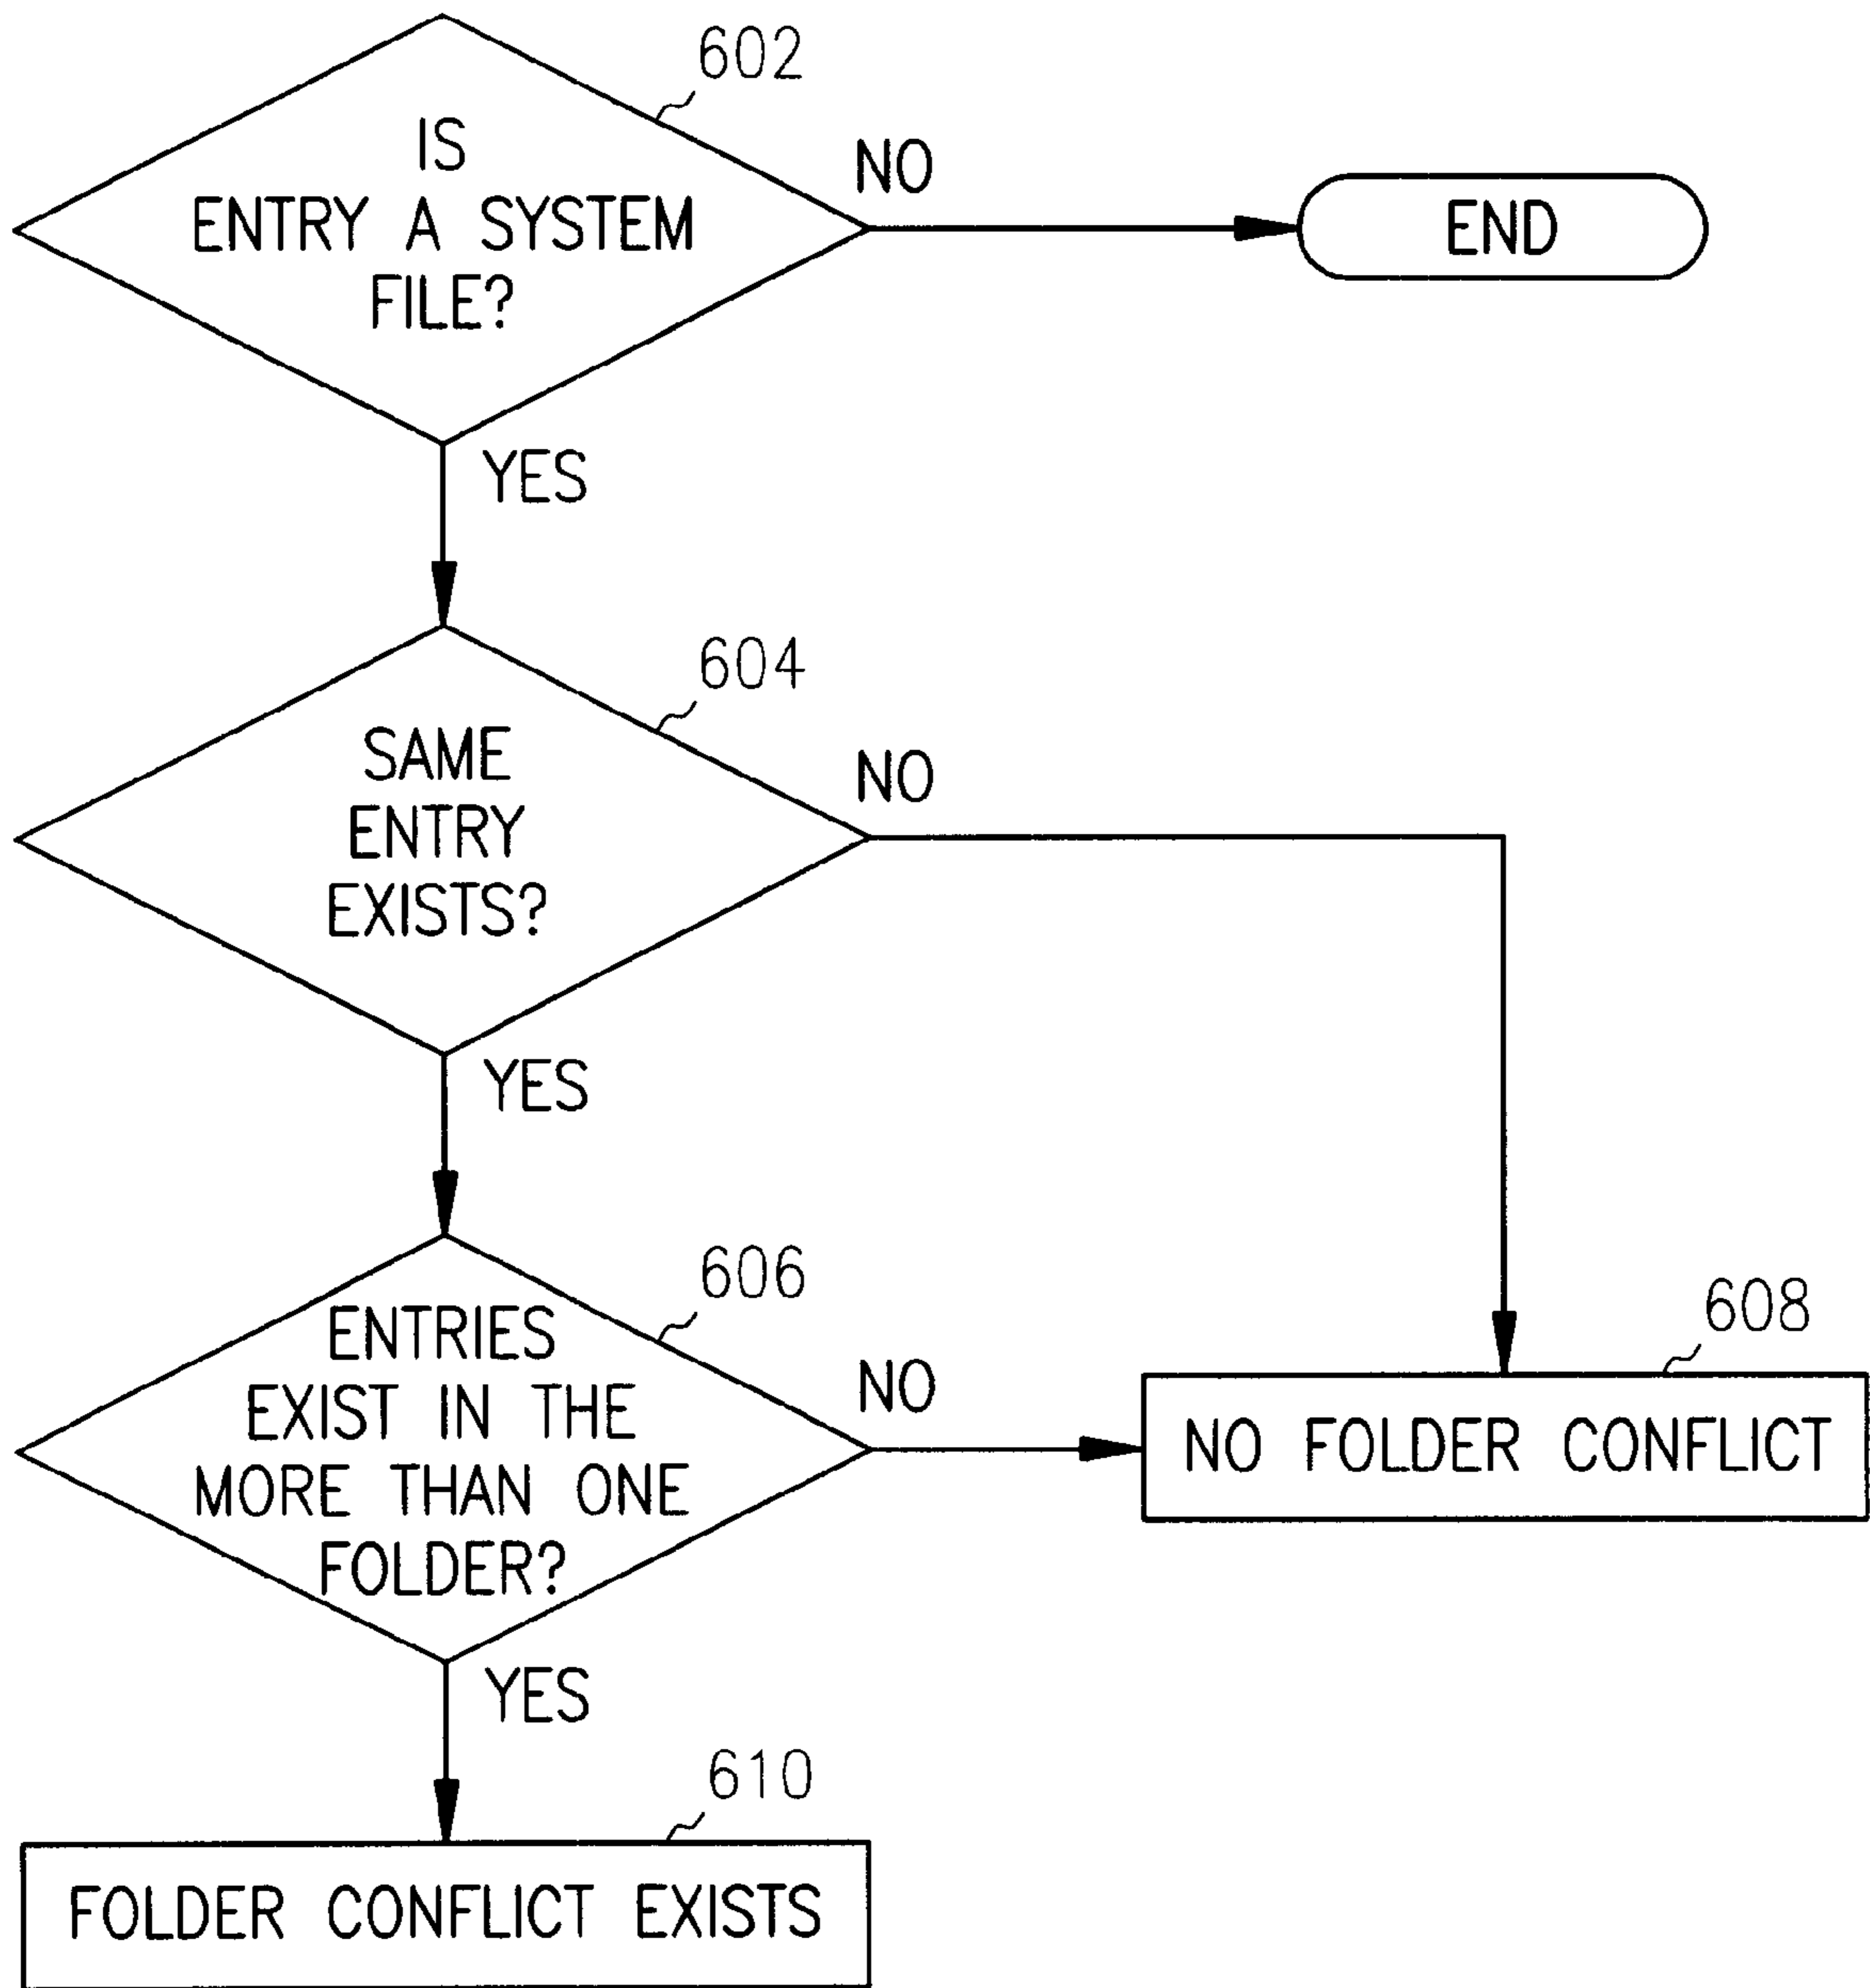 602
IS
ENTRY A SYSTEM
FILE?
NO
END
YES
604
SAME
ENTRY
EXISTS?
NO
YES
606
ENTRIES
EXIST IN THE
MORE THAN ONE
FOLDER?
NO
608
NO FOLDER CONFLICT
YES
610
FOLDER CONFLICT EXISTS